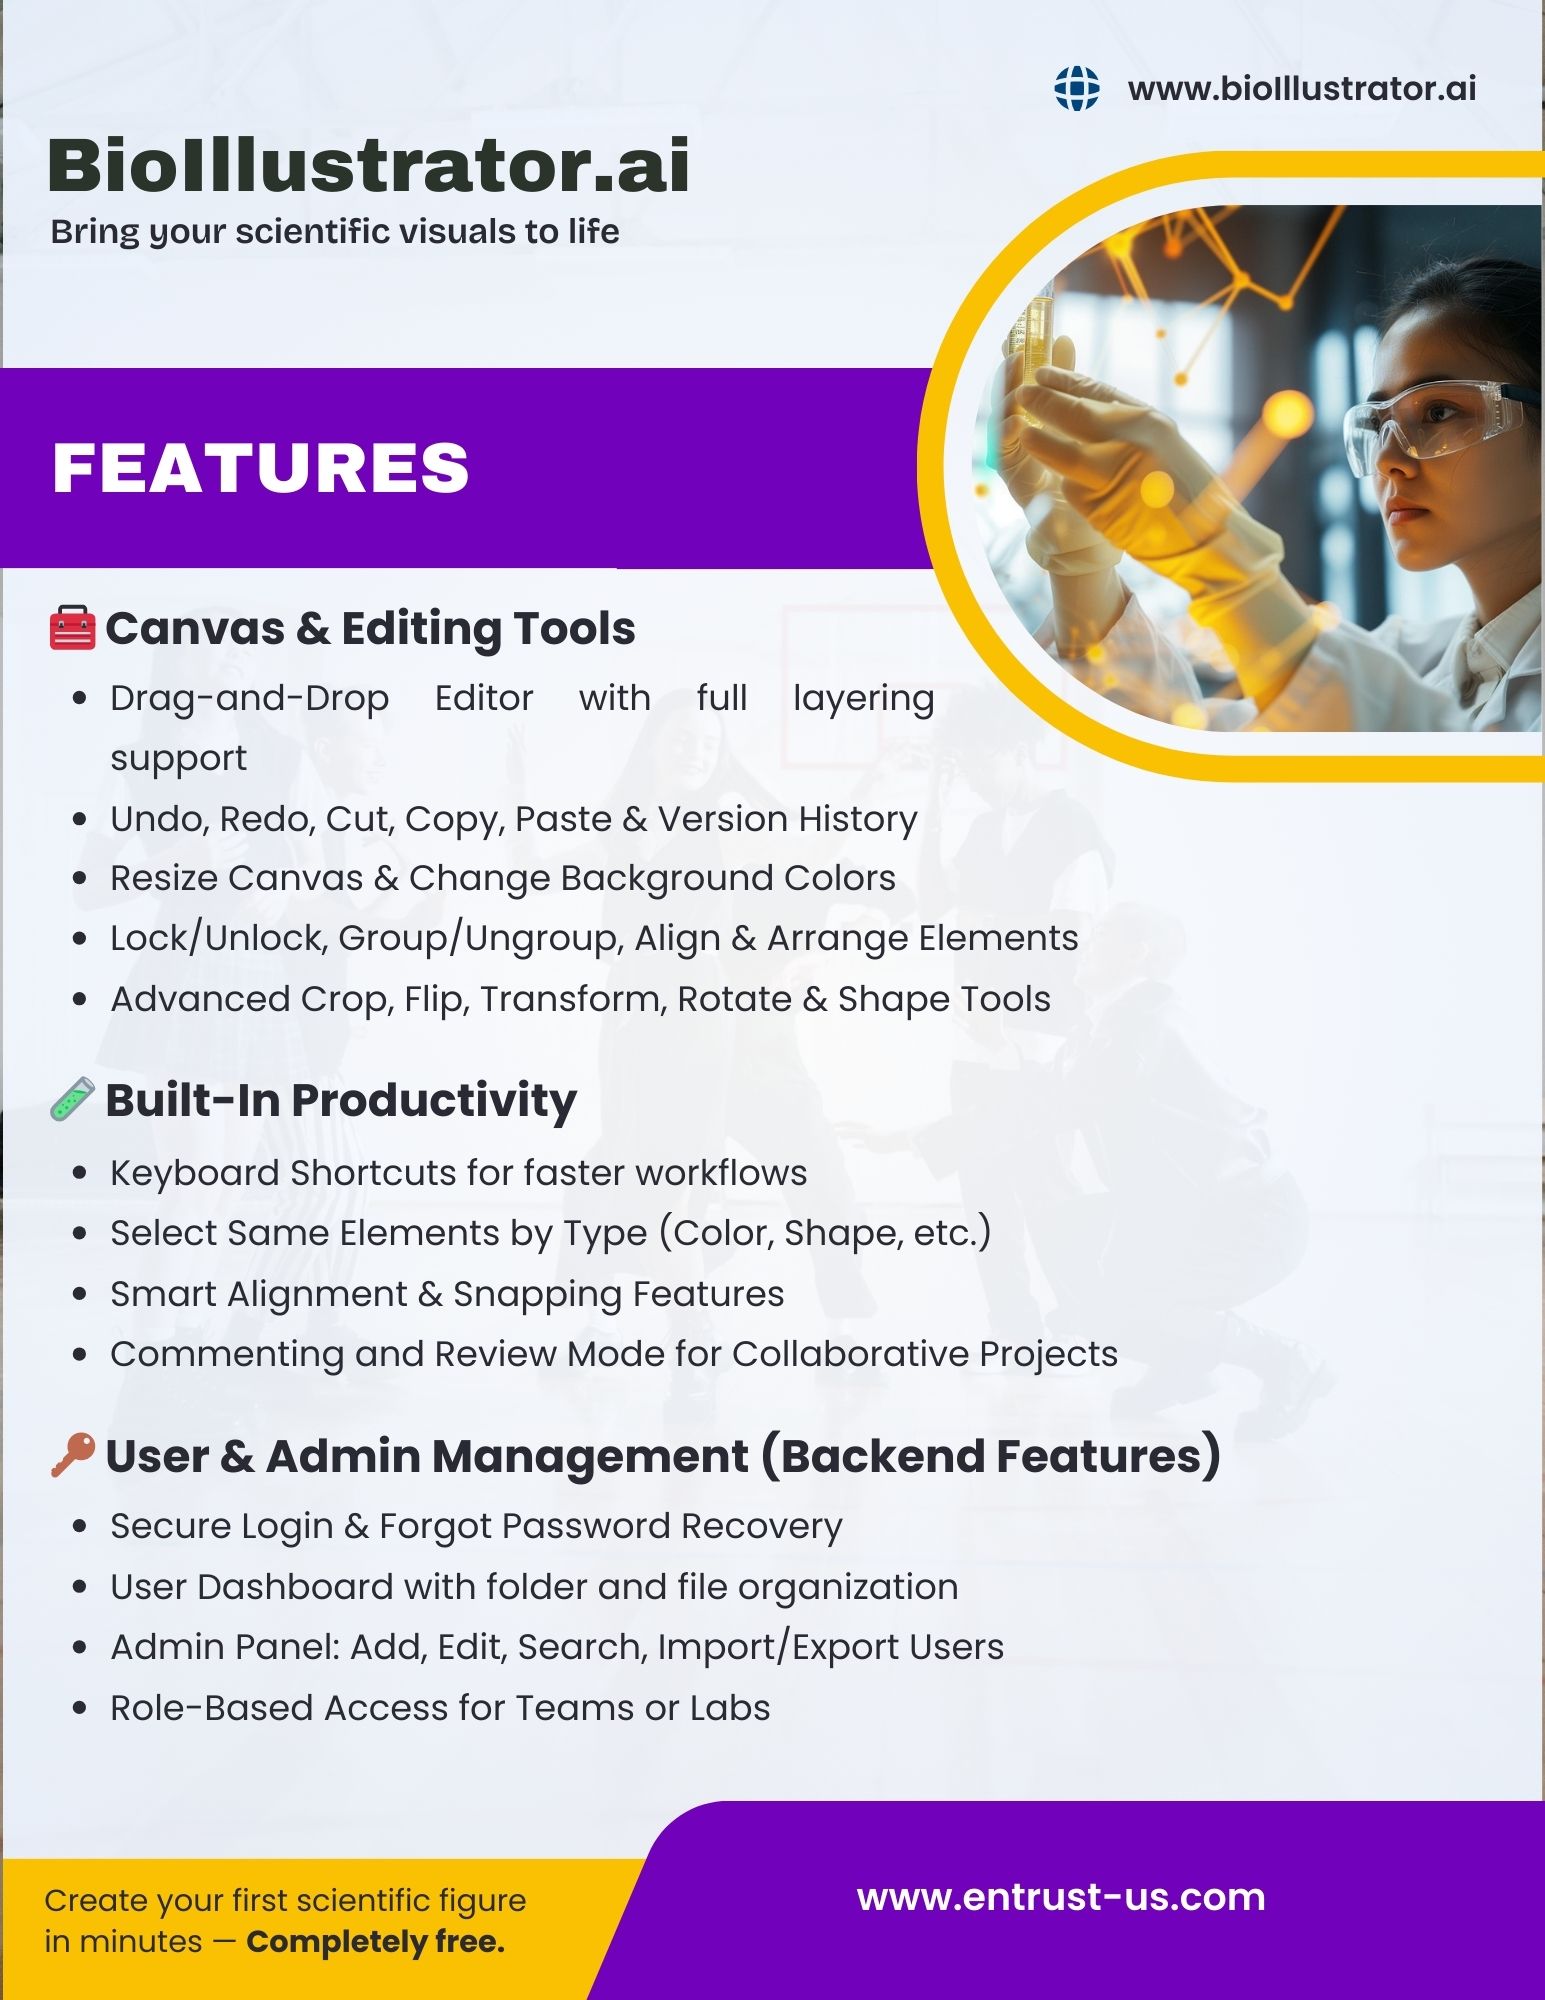 www.bioIllustrator.ai
BioIllustrator.ai
Bring your scientific visuals to life
FEATURES
Canvas & Editing Tools
• Drag-and-Drop Editor with full layering
support
• Undo, Redo, Cut, Copy, Paste & Version History
• Resize Canvas & Change Background Colors
• Lock/Unlock, Group/Ungroup, Align & Arrange Elements
• Advanced Crop, Flip, Transform, Rotate & Shape Tools
Built-In Productivity
• Keyboard Shortcuts for faster workflows
• Select Same Elements by Type (Color, Shape, etc.)
• Smart Alignment & Snapping Features
• Commenting and Review Mode for Collaborative Projects
User & Admin Management (Backend Features)
• Secure Login & Forgot Password Recovery
• User Dashboard with folder and file organization
• Admin Panel: Add, Edit, Search, Import/Export Users
• Role-Based Access for Teams or Labs
Create your first scientific figure
in minutes — Completely free.
www.entrust-us.com